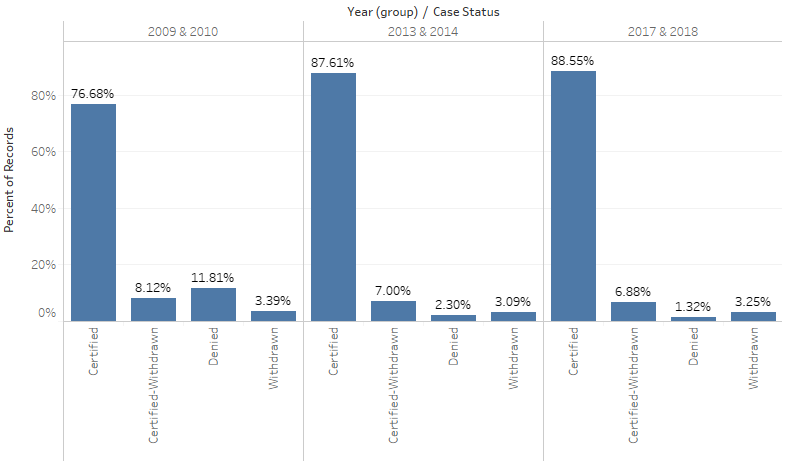 Year (group) / Case Status
2009 & 2010
2013 & 2014
2017 & 2018
Percent of Records
80%
60%
40%
20%
0%
76.68%
8.12%
11.81%
3.39%
87.61%
7.00%
2.30%
3.09%
88.55%
6.88%
1.32%
3.25%
Certified
Certified-Withdrawn
Denied
Withdrawn
Certified
Certified-Withdrawn
Denied
Withdrawn
Certified
Certified-Withdrawn
Denied
Withdrawn